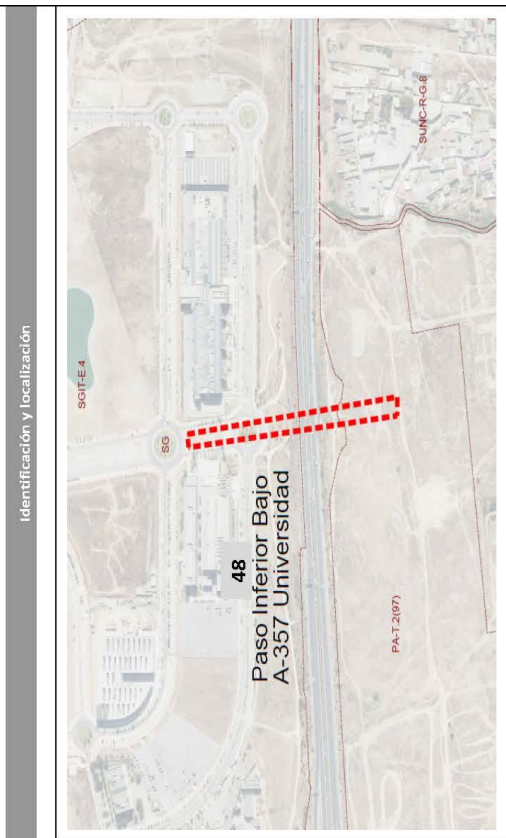 Identificación y localización
SGIT-E.4
SG
SUNC-R-G.8
48
Paso Inferior Bajo
A-357 Universidad
PA-T.2(97)